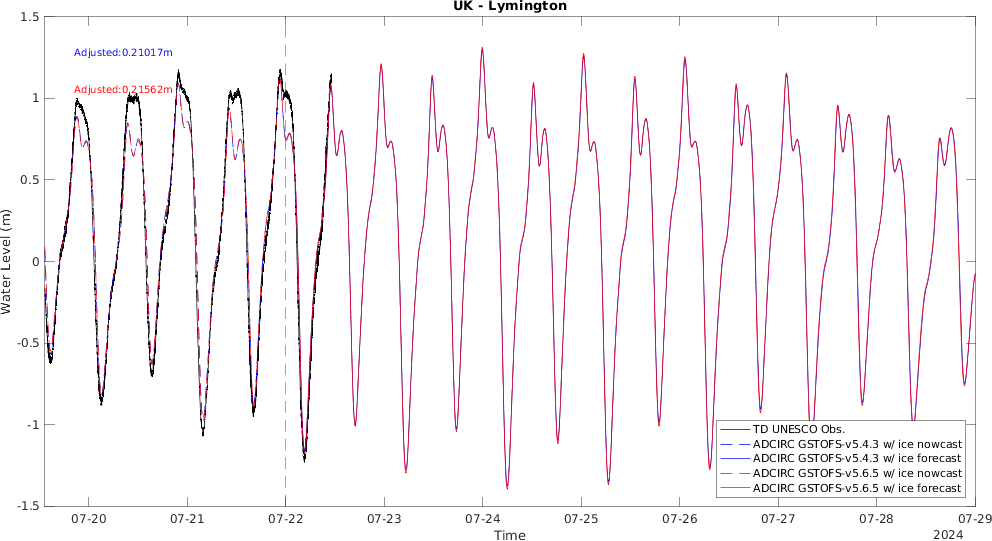 UK - Lymington
Adjusted:0.21017m
Adjusted:0.21562m
1.5
1
0.5
0
-0.5
-1
-1.5
Water Level (m)
07-20
07-21
07-22
07-23
07-24
07-25
07-26
07-27
07-28
07-29
Time
2024
TD UNESCO Obs.
ADCIRC GSTOFS-v5.4.3 w/ ice nowcast
ADCIRC GSTOFS-v5.4.3 w/ ice forecast
ADCIRC GSTOFS-v5.6.5 w/ ice nowcast
ADCIRC GSTOFS-v5.6.5 w/ ice forecast